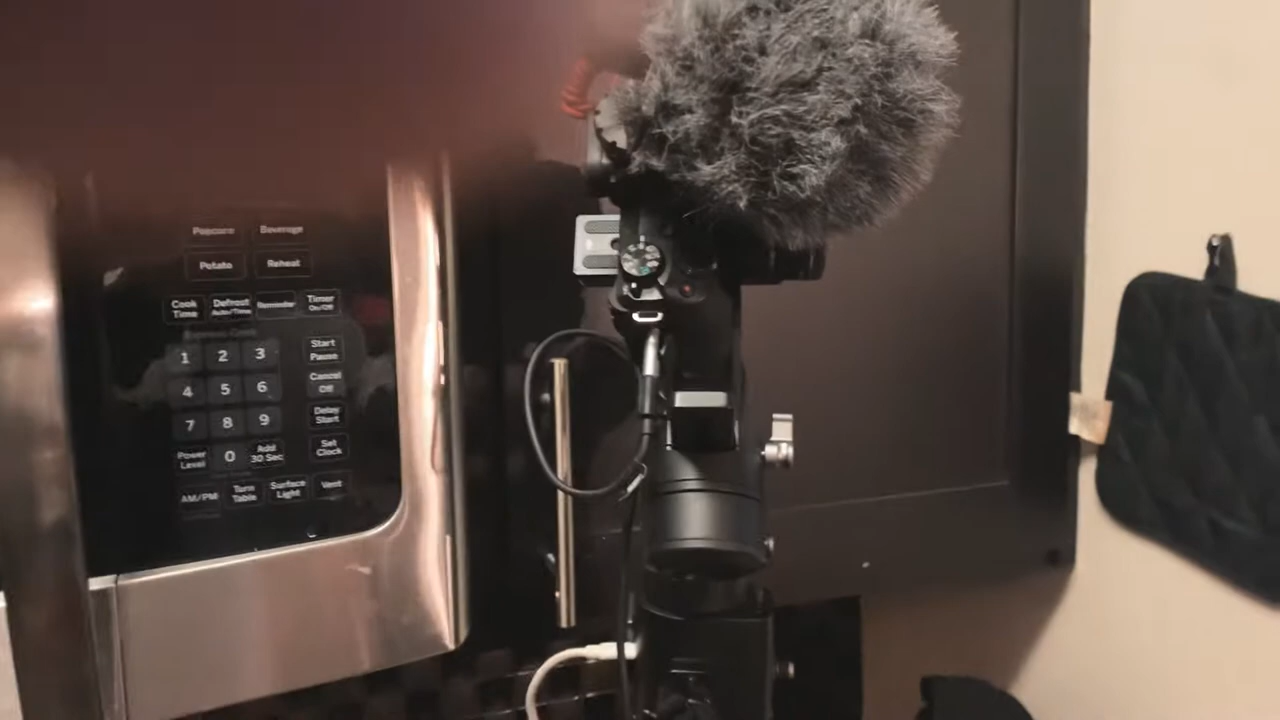 Popcorn Beverage
Potato Reheat
Cook Time Defrost Auto/Time Reminder Timer On/Off
1 2 3 Start Pause
4 5 6 Cancel Off
7 8 9 Delay Start
Power Level 0 Add 30 Sec Set Clock
AM/PM Turn Table Surface Light Vent